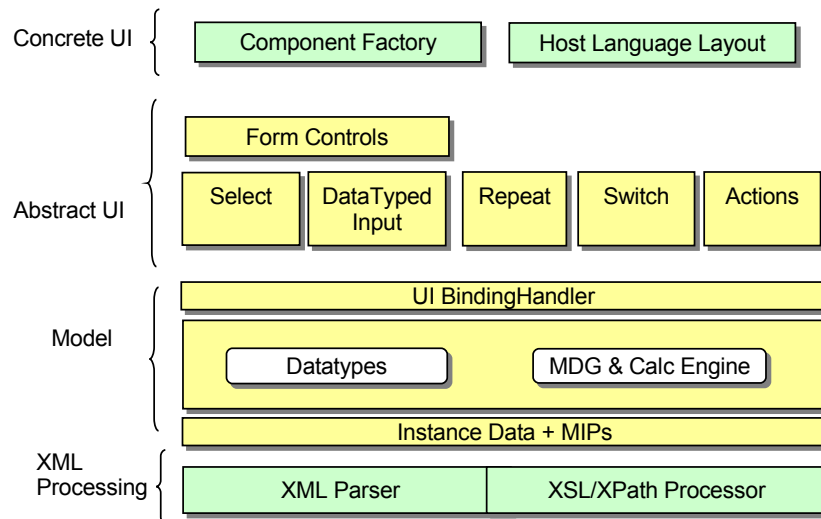 Concrete UI
Component Factory
Host Language Layout
Abstract UI
Form Controls
Select
DataTyped
Input
Repeat
Switch
Actions
Model
UI BindingHandler
Datatypes
MDG & Calc Engine
Instance Data + MIPs
XML
Processing
XML Parser
XSL/XPath Processor